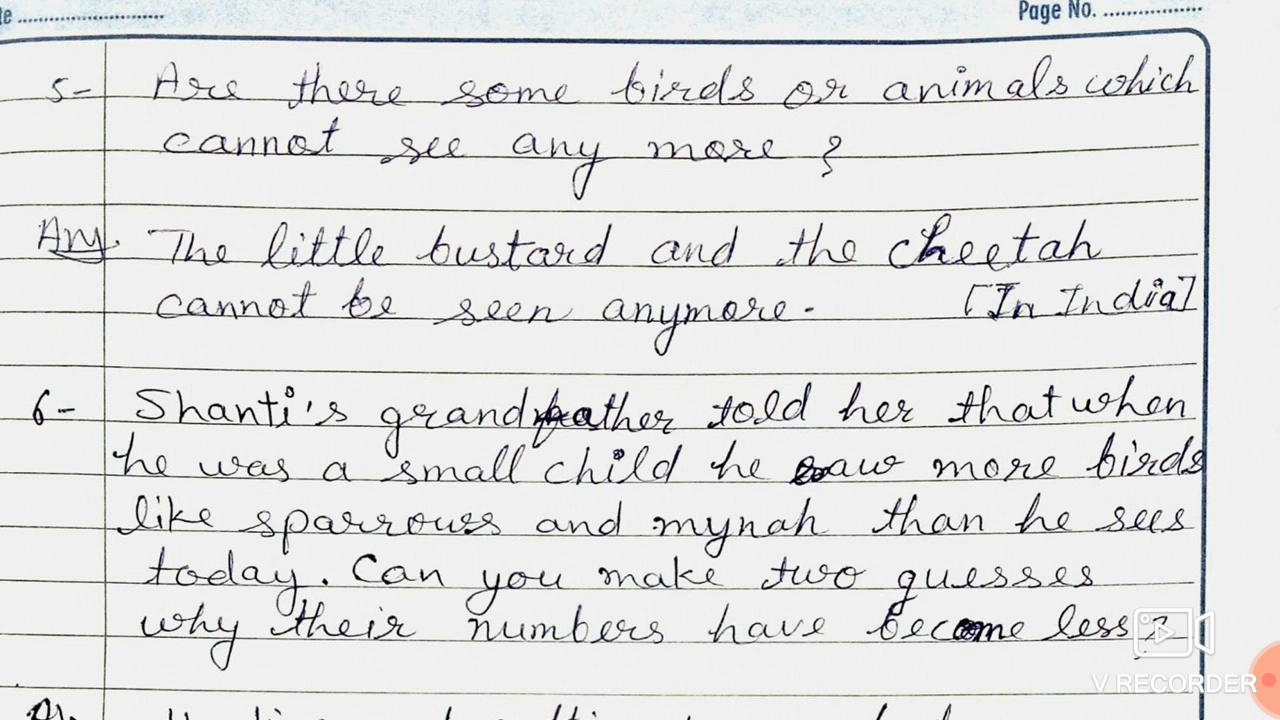 Page No. ................
5- Are there some birds or animals which
cannot see any more ?
Ans. The little bustard and the cheetah
cannot be seen anymore. [In India]
6- Shanti's grandfather told her that when
he was a small child he saw more birds
like sparrows and mynah than he sees
today. Can you make two guesses
why their numbers have become less ?
V RECORDER